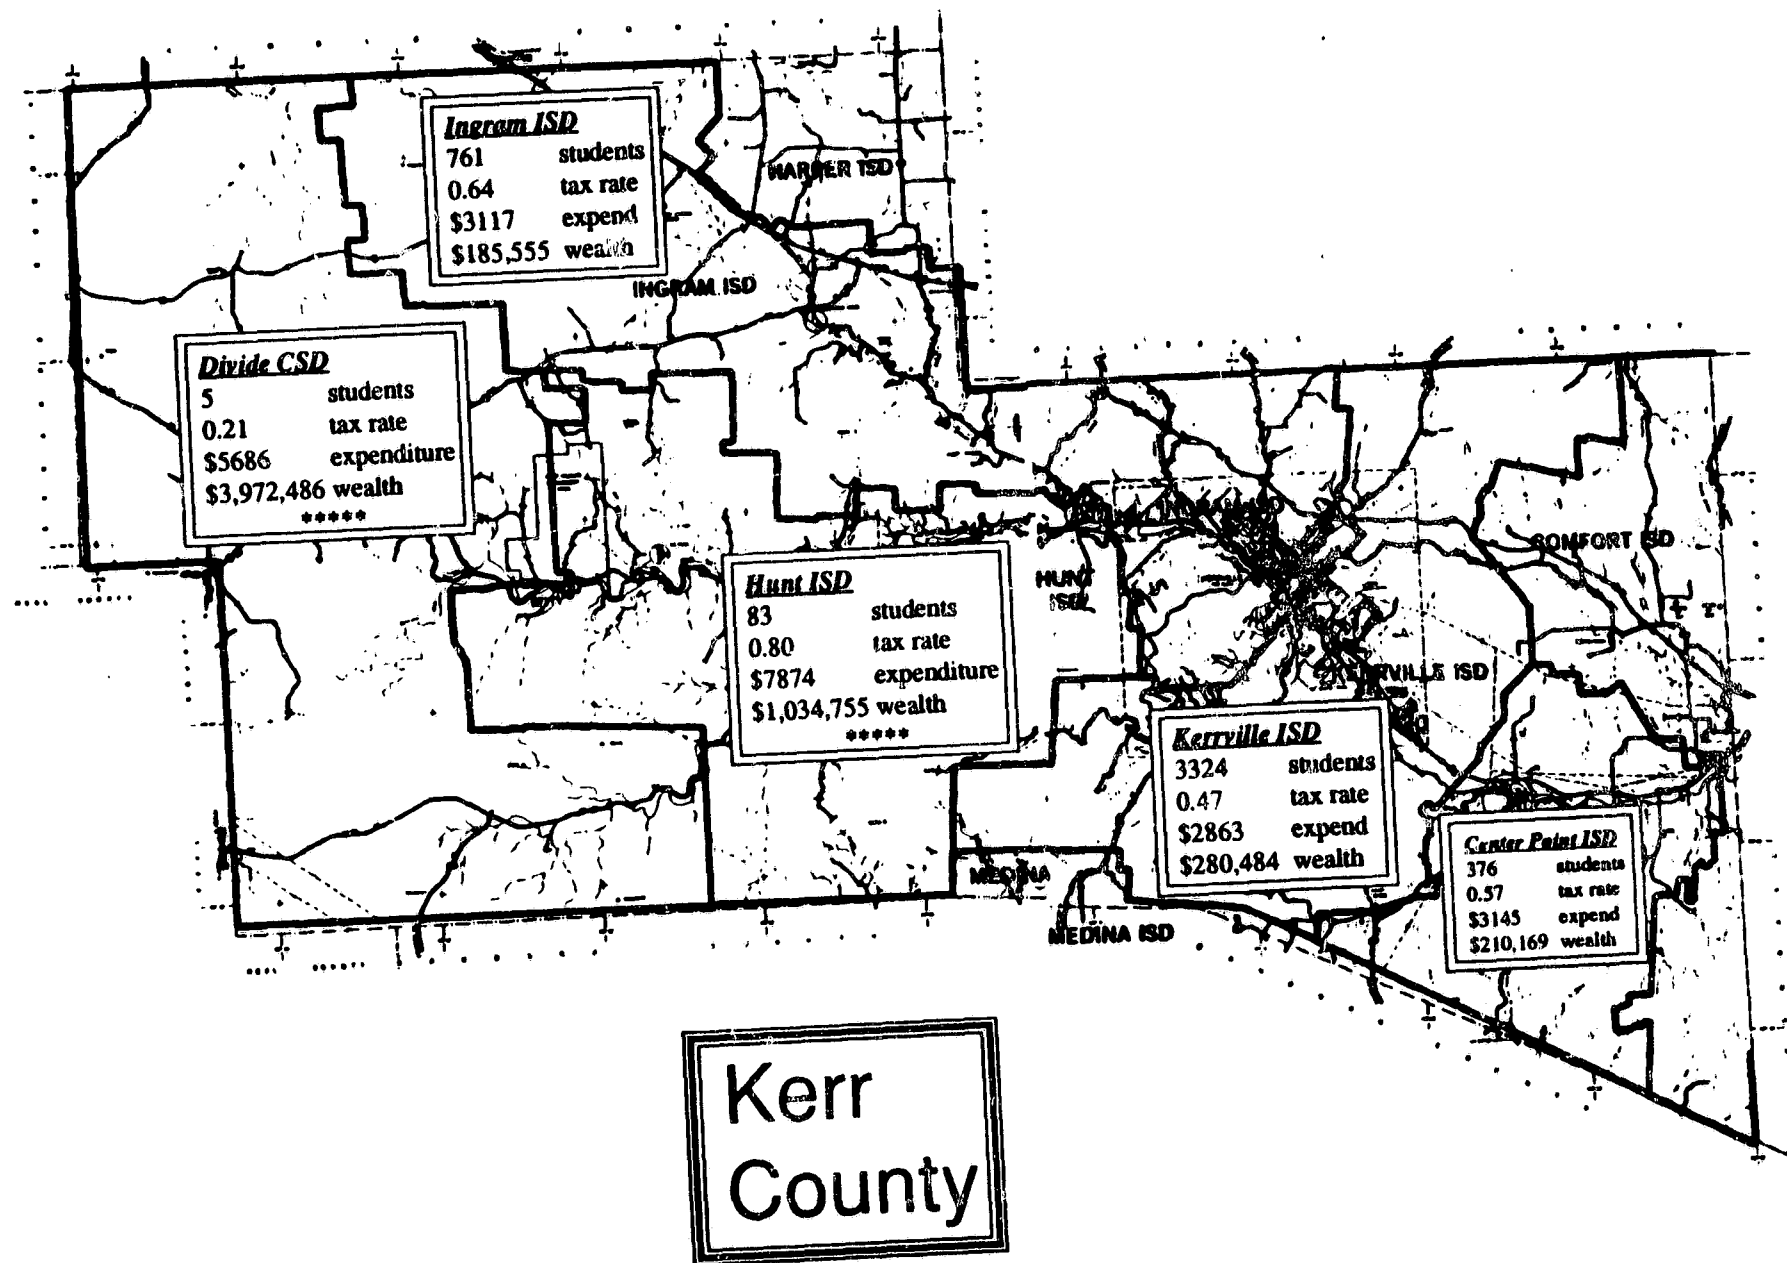 Ingram ISD
761 students
0.64 tax rate
$3117 expend
$185,555 wealth
HARPER ISD
INGRAM ISD
Divide CSD
5 students
0.21 tax rate
$5686 expenditure
$3,972,486 wealth
*****
COMFORT ISD
HUNT
ISD
Hunt ISD
83 students
0.80 tax rate
$7874 expenditure
$1,034,755 wealth
*****
KERRVILLE ISD
Kerrville ISD
3324 students
0.47 tax rate
$2863 expend
$280,484 wealth
Center Point ISD
376 students
0.57 tax rate
$3145 expend
$210,169 wealth
MEDINA
MEDINA ISD
Kerr
County